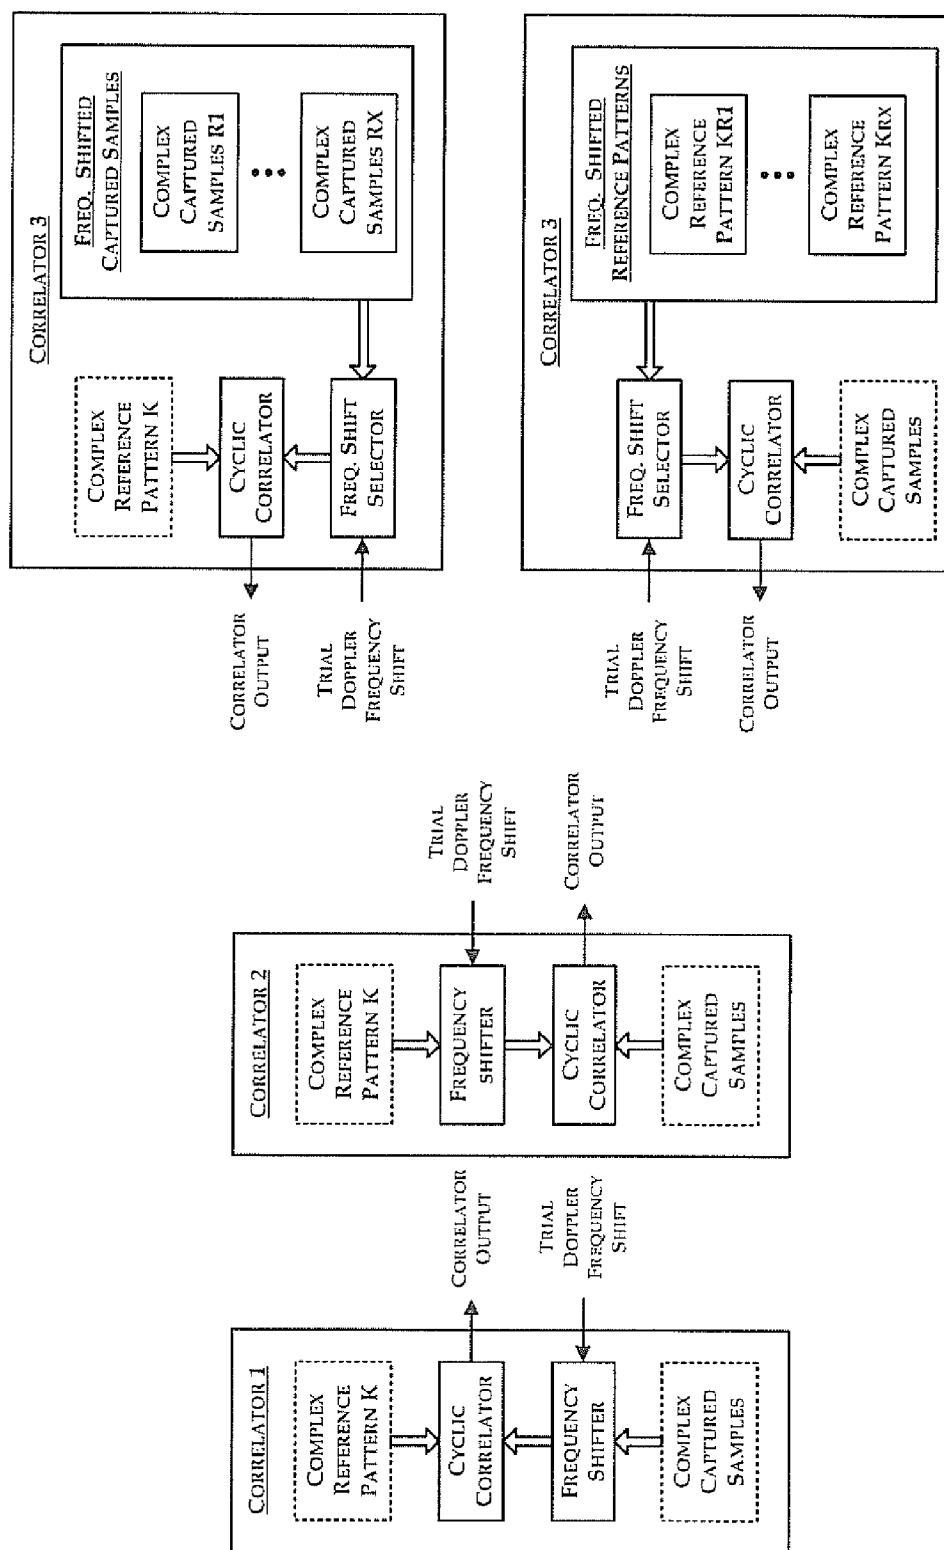 CORRELATOR 1
COMPLEX
REFERENCE
PATTERN K
CYCLIC
CORRELATOR
FREQUENCY
SHIFTER
COMPLEX
CAPTURED
SAMPLES
CORRELATOR
OUTPUT
TRIAL
DOPPLER
FREQUENCY
SHIFT
CORRELATOR 2
COMPLEX
REFERENCE
PATTERN K
FREQUENCY
SHIFTER
CYCLIC
CORRELATOR
COMPLEX
CAPTURED
SAMPLES
TRIAL
DOPPLER
FREQUENCY
SHIFT
CORRELATOR
OUTPUT
CORRELATOR 3
COMPLEX
REFERENCE
PATTERN K
CYCLIC
CORRELATOR
FREQ. SHIFT
SELECTOR
CORRELATOR
OUTPUT
TRIAL
DOPPLER
FREQUENCY
SHIFT
FREQ. SHIFTED
CAPTURED SAMPLES
COMPLEX
CAPTURED
SAMPLES R1
COMPLEX
CAPTURED
SAMPLES RX
CORRELATOR 3
TRIAL
DOPPLER
FREQUENCY
SHIFT
CORRELATOR
OUTPUT
FREQ. SHIFT
SELECTOR
CYCLIC
CORRELATOR
COMPLEX
CAPTURED
SAMPLES
FREQ. SHIFTED
REFERENCE PATTERNS
COMPLEX
REFERENCE
PATTERN KR1
COMPLEX
REFERENCE
PATTERN KRX